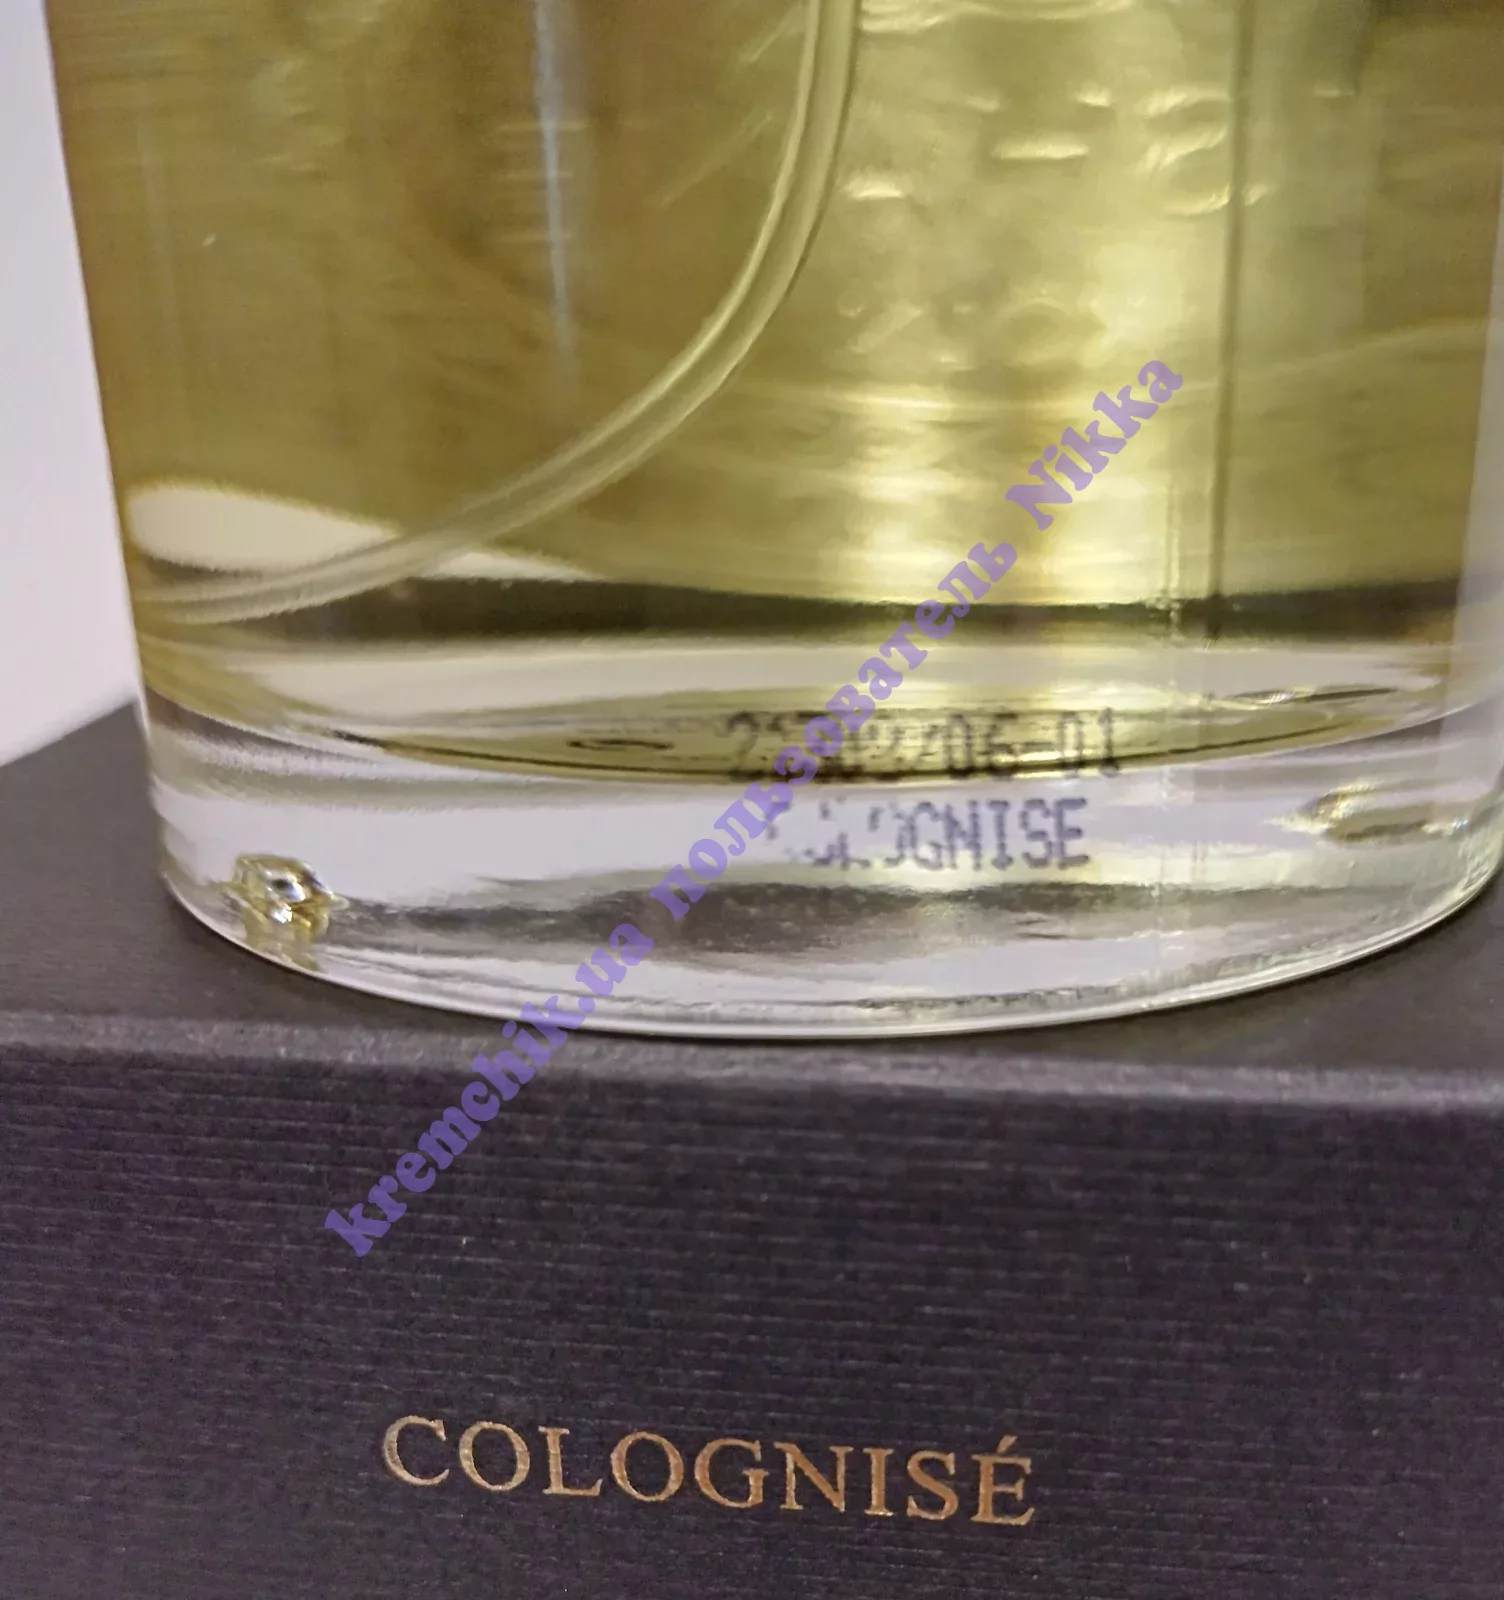 COLOGNISE
kremchik.ua пользователь Nikka
COLOGNISÉ